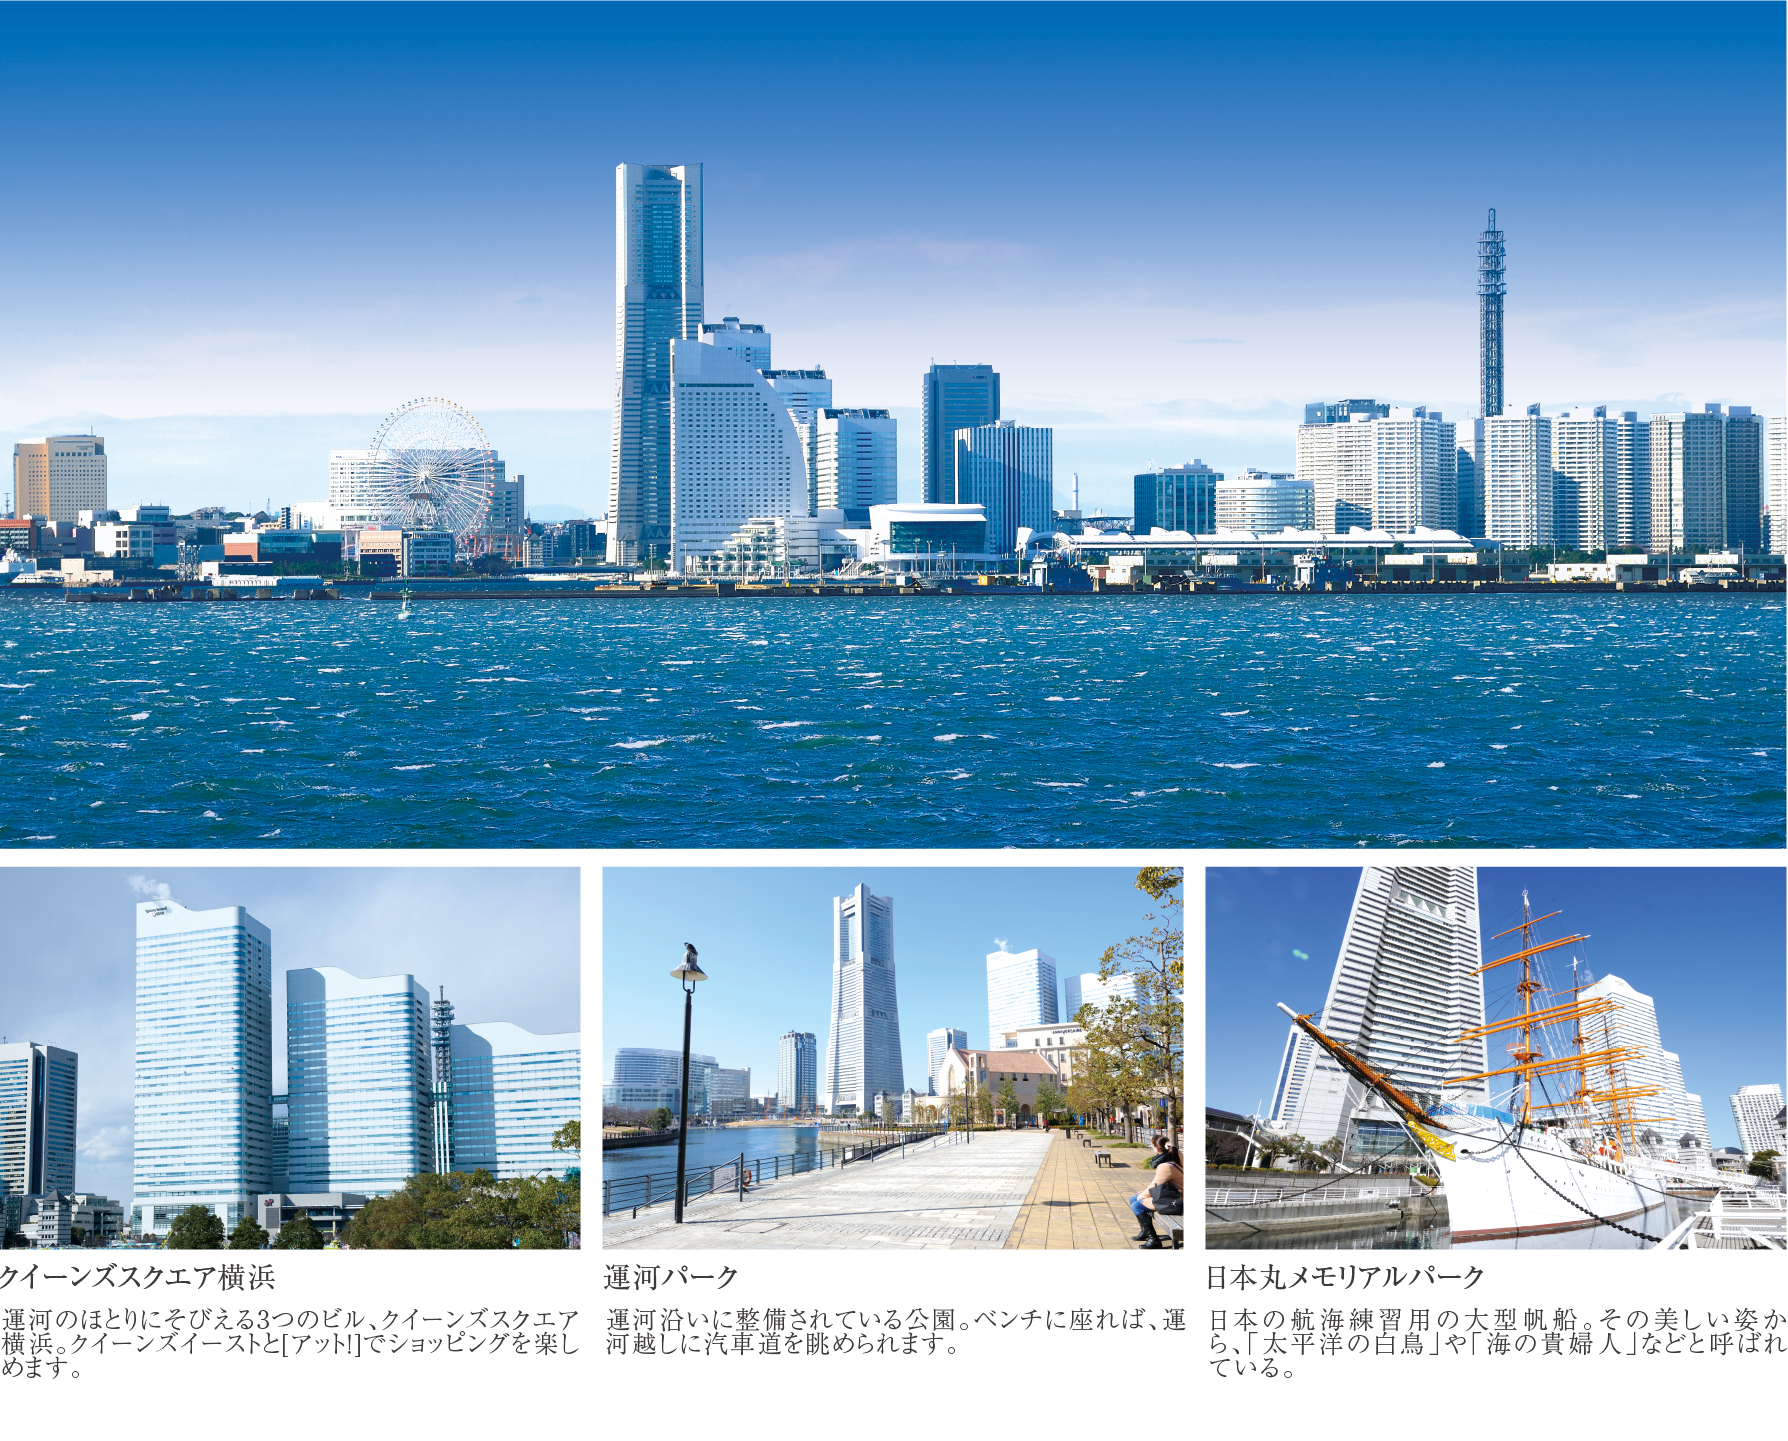 クイーンズスクエア横浜
運河のほとりにそびえる3つのビル、クイーンズスクエア
横浜。クイーンズイーストと[アット!]でショッピングを楽し
めます。
運河パーク
運河沿いに整備されている公園。ベンチに座れば、運
河越しに汽車道を眺められます。
日本丸メモリアルパーク
日本の航海練習用の大型帆船。その美しい姿か
ら、「太平洋の白鳥」や「海の貴婦人」などと呼ばれ
ている。